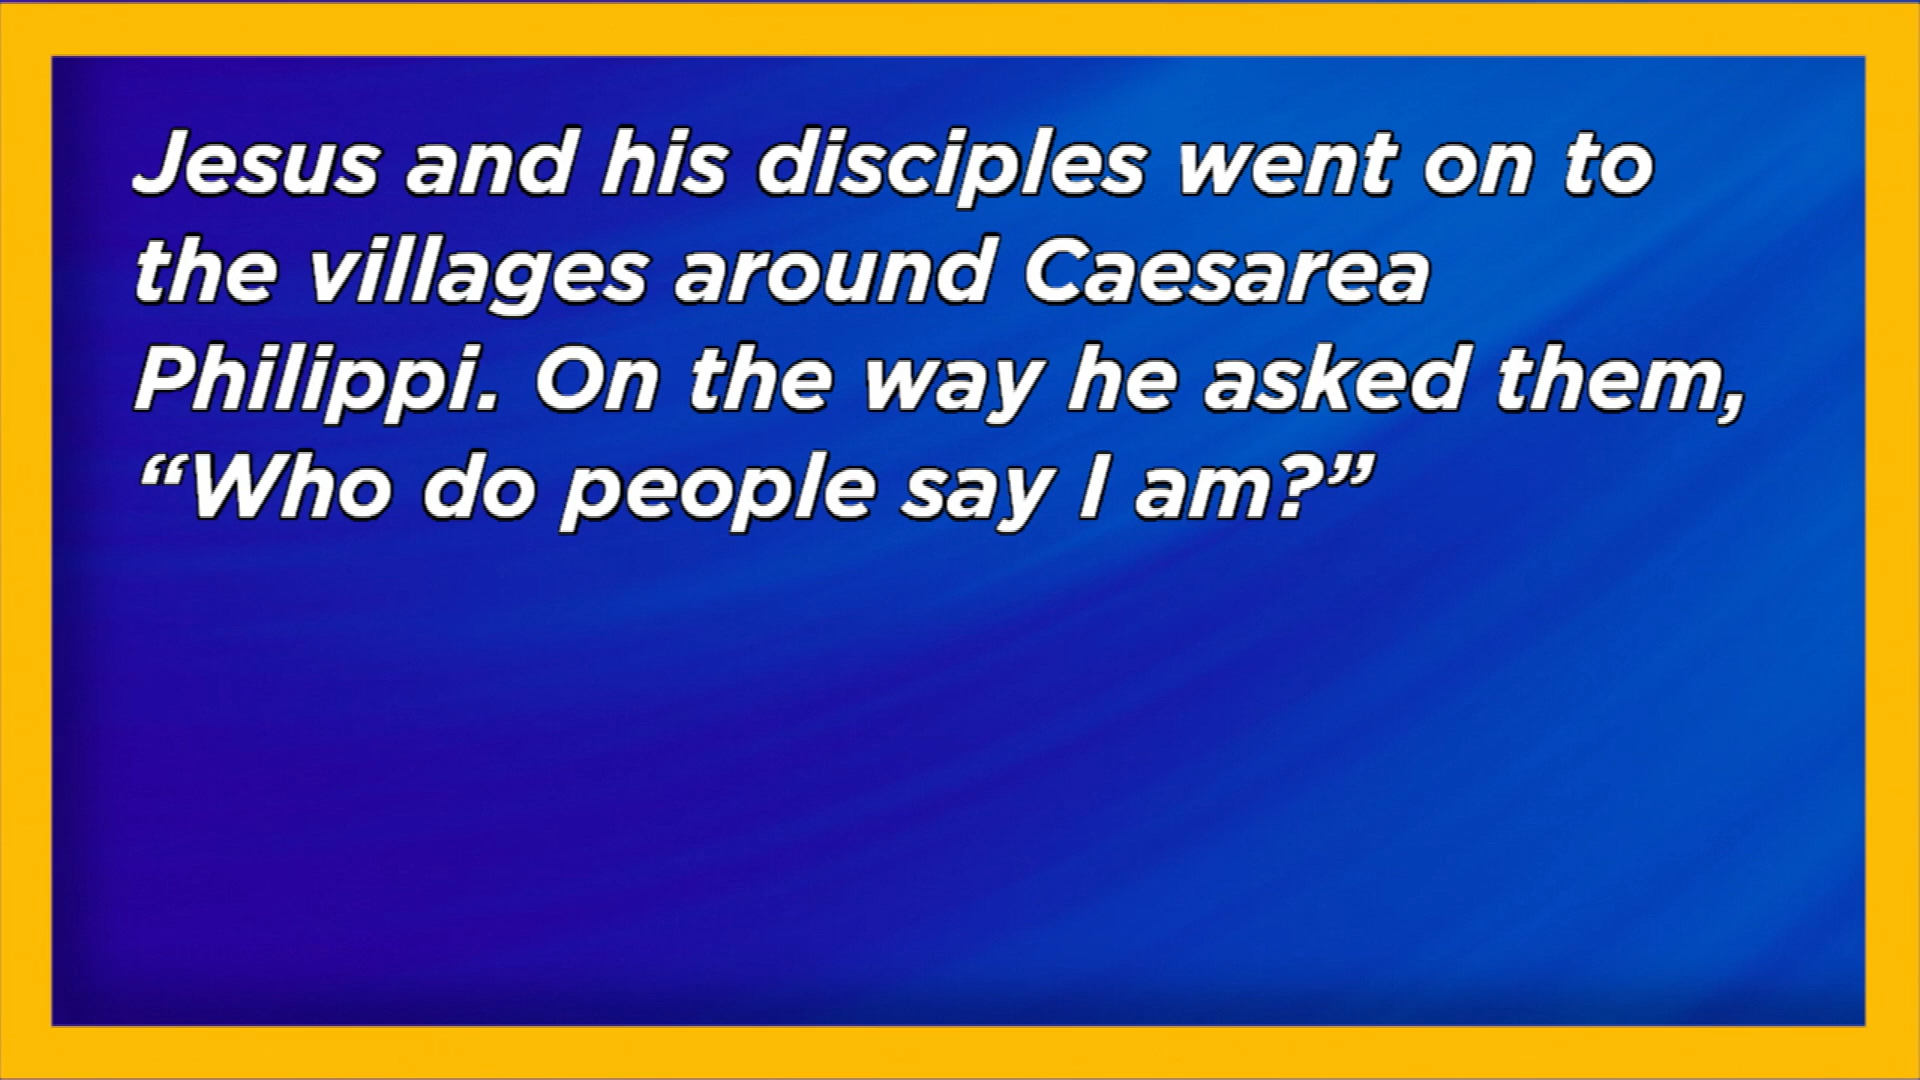 Jesus and his disciples went on to
the villages around Caesarea
Philippi. On the way he asked them,
“Who do people say I am?”